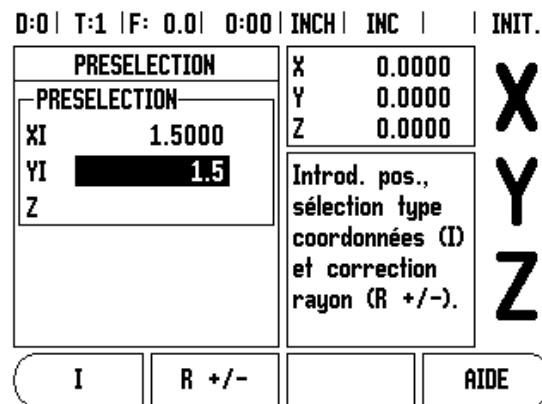 D:0 | T:1 | F: 0.0 | 0:00 | INCH | INC | | INIT.
PRESELECTION
PRESELECTION
XI 1.5000
YI 1.5
Z
X 0.0000
Y 0.0000
Z 0.0000
Introd. pos.,
sélection type
coordonnées (I)
et correction
rayon (R +/-).
X
Y
Z
I
R +/-
AIDE